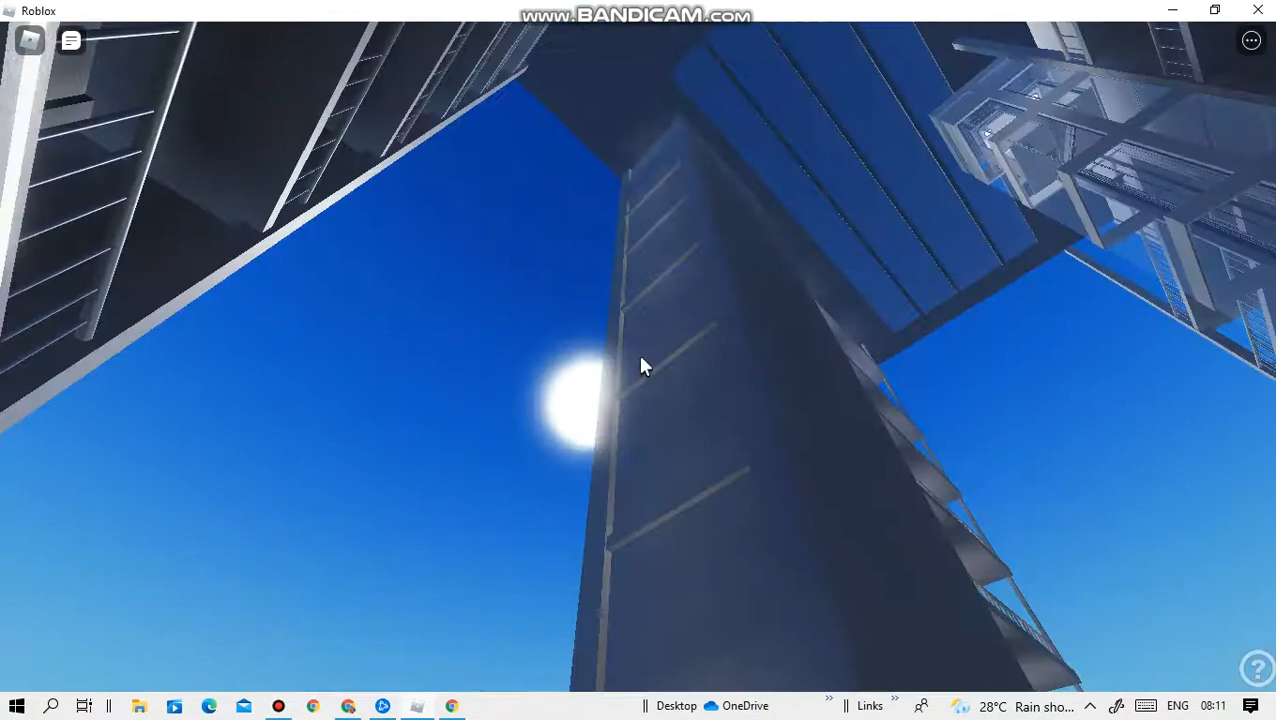 Roblox
www.BANDICAM.com
Desktop
OneDrive
Links
28°C Rain sho...
ENG
08:11